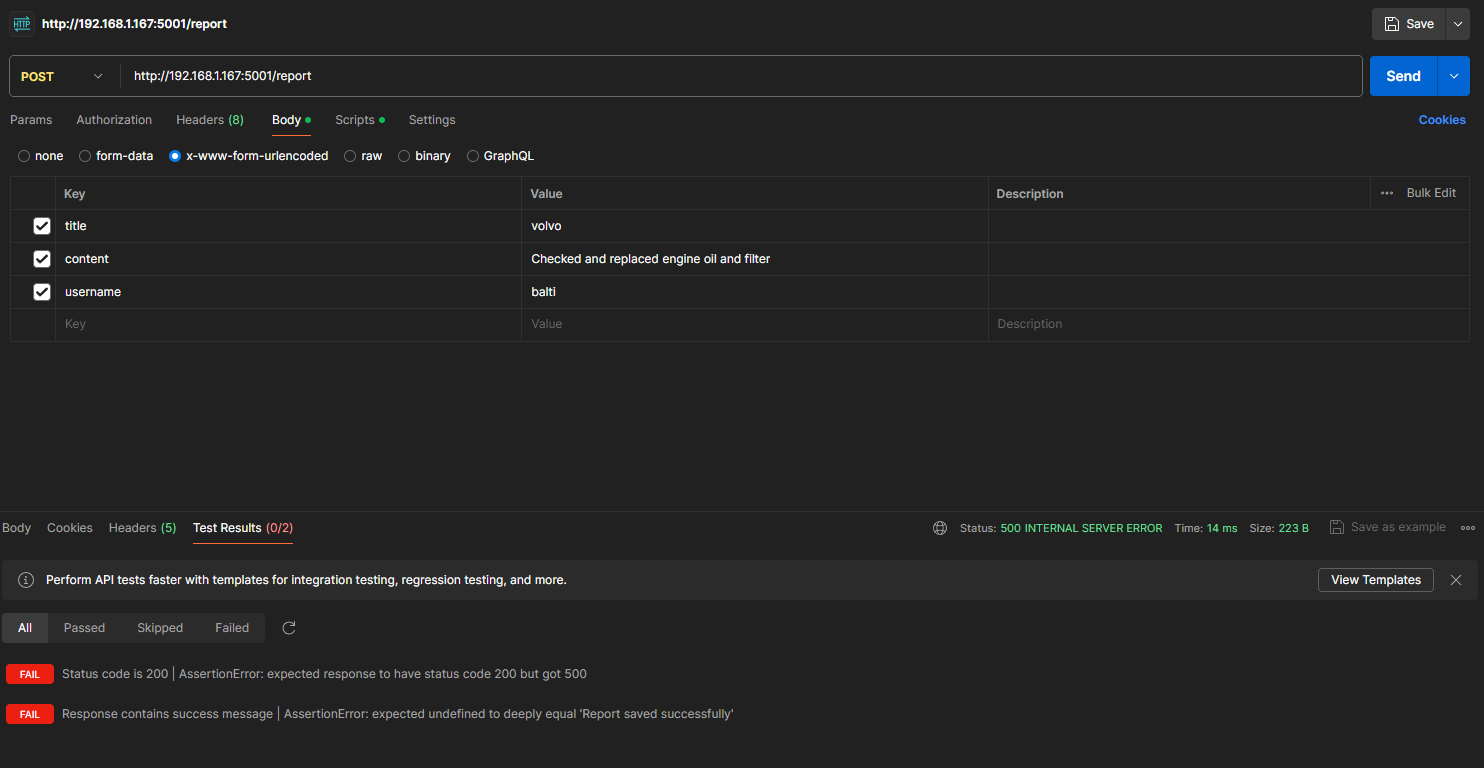 HTTP http://192.168.1.167:5001/report Save
POST http://192.168.1.167:5001/report Send
Params Authorization Headers (8) Body Scripts Settings Cookies
none form-data x-www-form-urlencoded raw binary GraphQL
Key Value Description Bulk Edit
title volvo
content Checked and replaced engine oil and filter
username balti
Key Value Description
Body Cookies Headers (5) Test Results (0/2) Status: 500 INTERNAL SERVER ERROR Time: 14 ms Size: 223 B Save as example
Perform API tests faster with templates for integration testing, regression testing, and more. View Templates
All Passed Skipped Failed
FAIL Status code is 200 | AssertionError: expected response to have status code 200 but got 500
FAIL Response contains success message | AssertionError: expected undefined to deeply equal 'Report saved successfully'